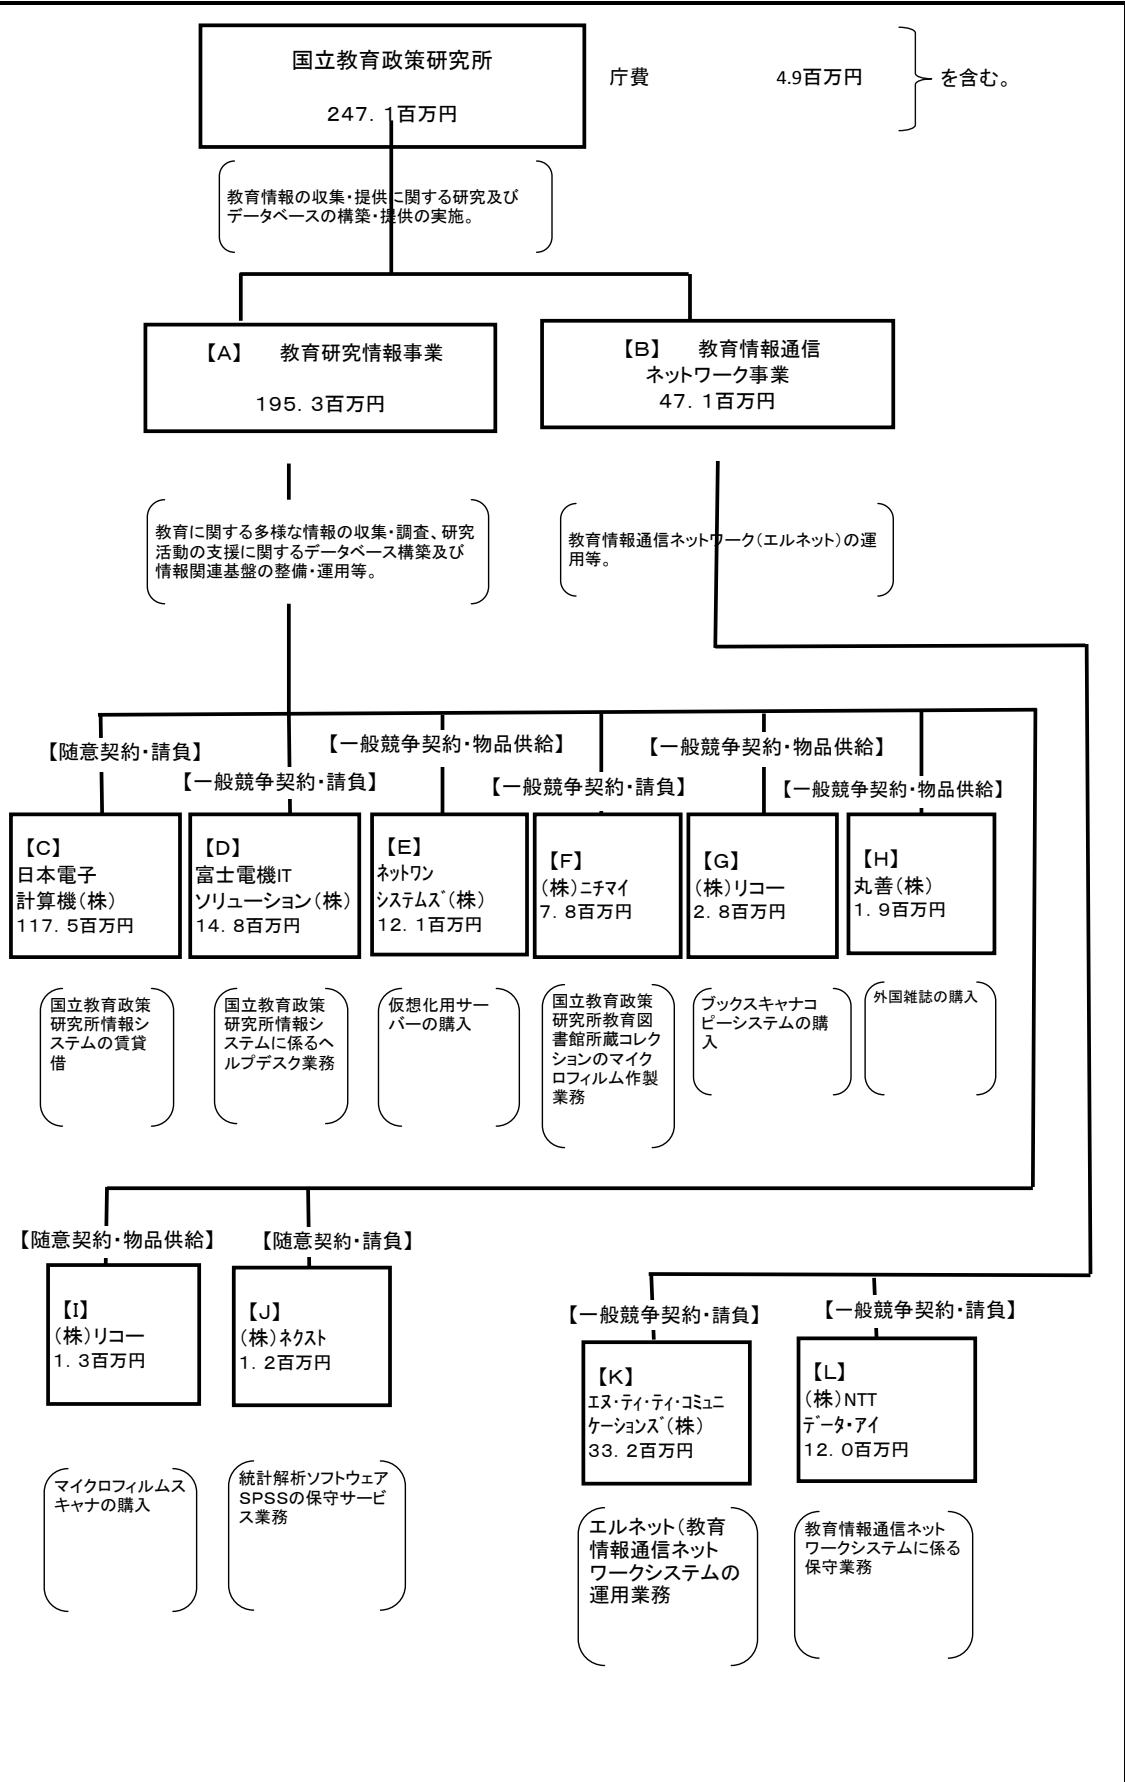 国立教育政策研究所
247．1百万円
庁費 4.9百万円 を含む。
教育情報の収集・提供に関する研究及び
データベースの構築・提供の実施。
【A】 教育研究情報事業
195．3百万円
【B】 教育情報通信
ネットワーク事業
47．1百万円
教育に関する多様な情報の収集・調査、研究
活動の支援に関するデータベース構築及び
情報関連基盤の整備・運用等。
教育情報通信ネットワーク（エルネット）の運
用等。
【随意契約・請負】
【一般競争契約・請負】
【一般競争契約・物品供給】
【一般競争契約・請負】
【一般競争契約・物品供給】
【一般競争契約・物品供給】
【C】
日本電子
計算機（株）
117．5百万円
【D】
富士電機IT
ソリューション（株）
14．8百万円
【E】
ﾈｯﾄﾜﾝ
ｼｽﾃﾑｽﾞ（株）
12．1百万円
【F】
（株）ﾆﾁﾏｲ
7．8百万円
【G】
（株）リコー
2．8百万円
【H】
丸善（株）
1．9百万円
国立教育政策
研究所情報シ
ステムの賃貸
借
国立教育政策
研究所情報シ
ステムに係るヘ
ルプデスク業務
仮想化用サー
バーの購入
国立教育政策
研究所教育図
書館所蔵コレク
ションのマイク
ロフィルム作製
業務
ブックスキャナコ
ピーシステムの購
入
外国雑誌の購入
【随意契約・物品供給】
【随意契約・請負】
【I】
（株）リコー
1．3百万円
【J】
（株）ﾈｸｽﾄ
1．2百万円
【一般競争契約・請負】
【一般競争契約・請負】
【K】
ｴﾇ・ﾃｨ・ﾃｨ・ｺﾐｭﾆ
ｹｰｼｮﾝｽﾞ（株）
33．2百万円
【L】
（株）NTT
ﾃﾞｰﾀ・ｱｲ
12．0百万円
マイクロフィルムス
キャナの購入
統計解析ソフトウェア
SPSSの保守サービ
ス業務
エルネット（教育
情報通信ネット
ワークシステムの
運用業務
教育情報通信ネット
ワークシステムに係る
保守業務